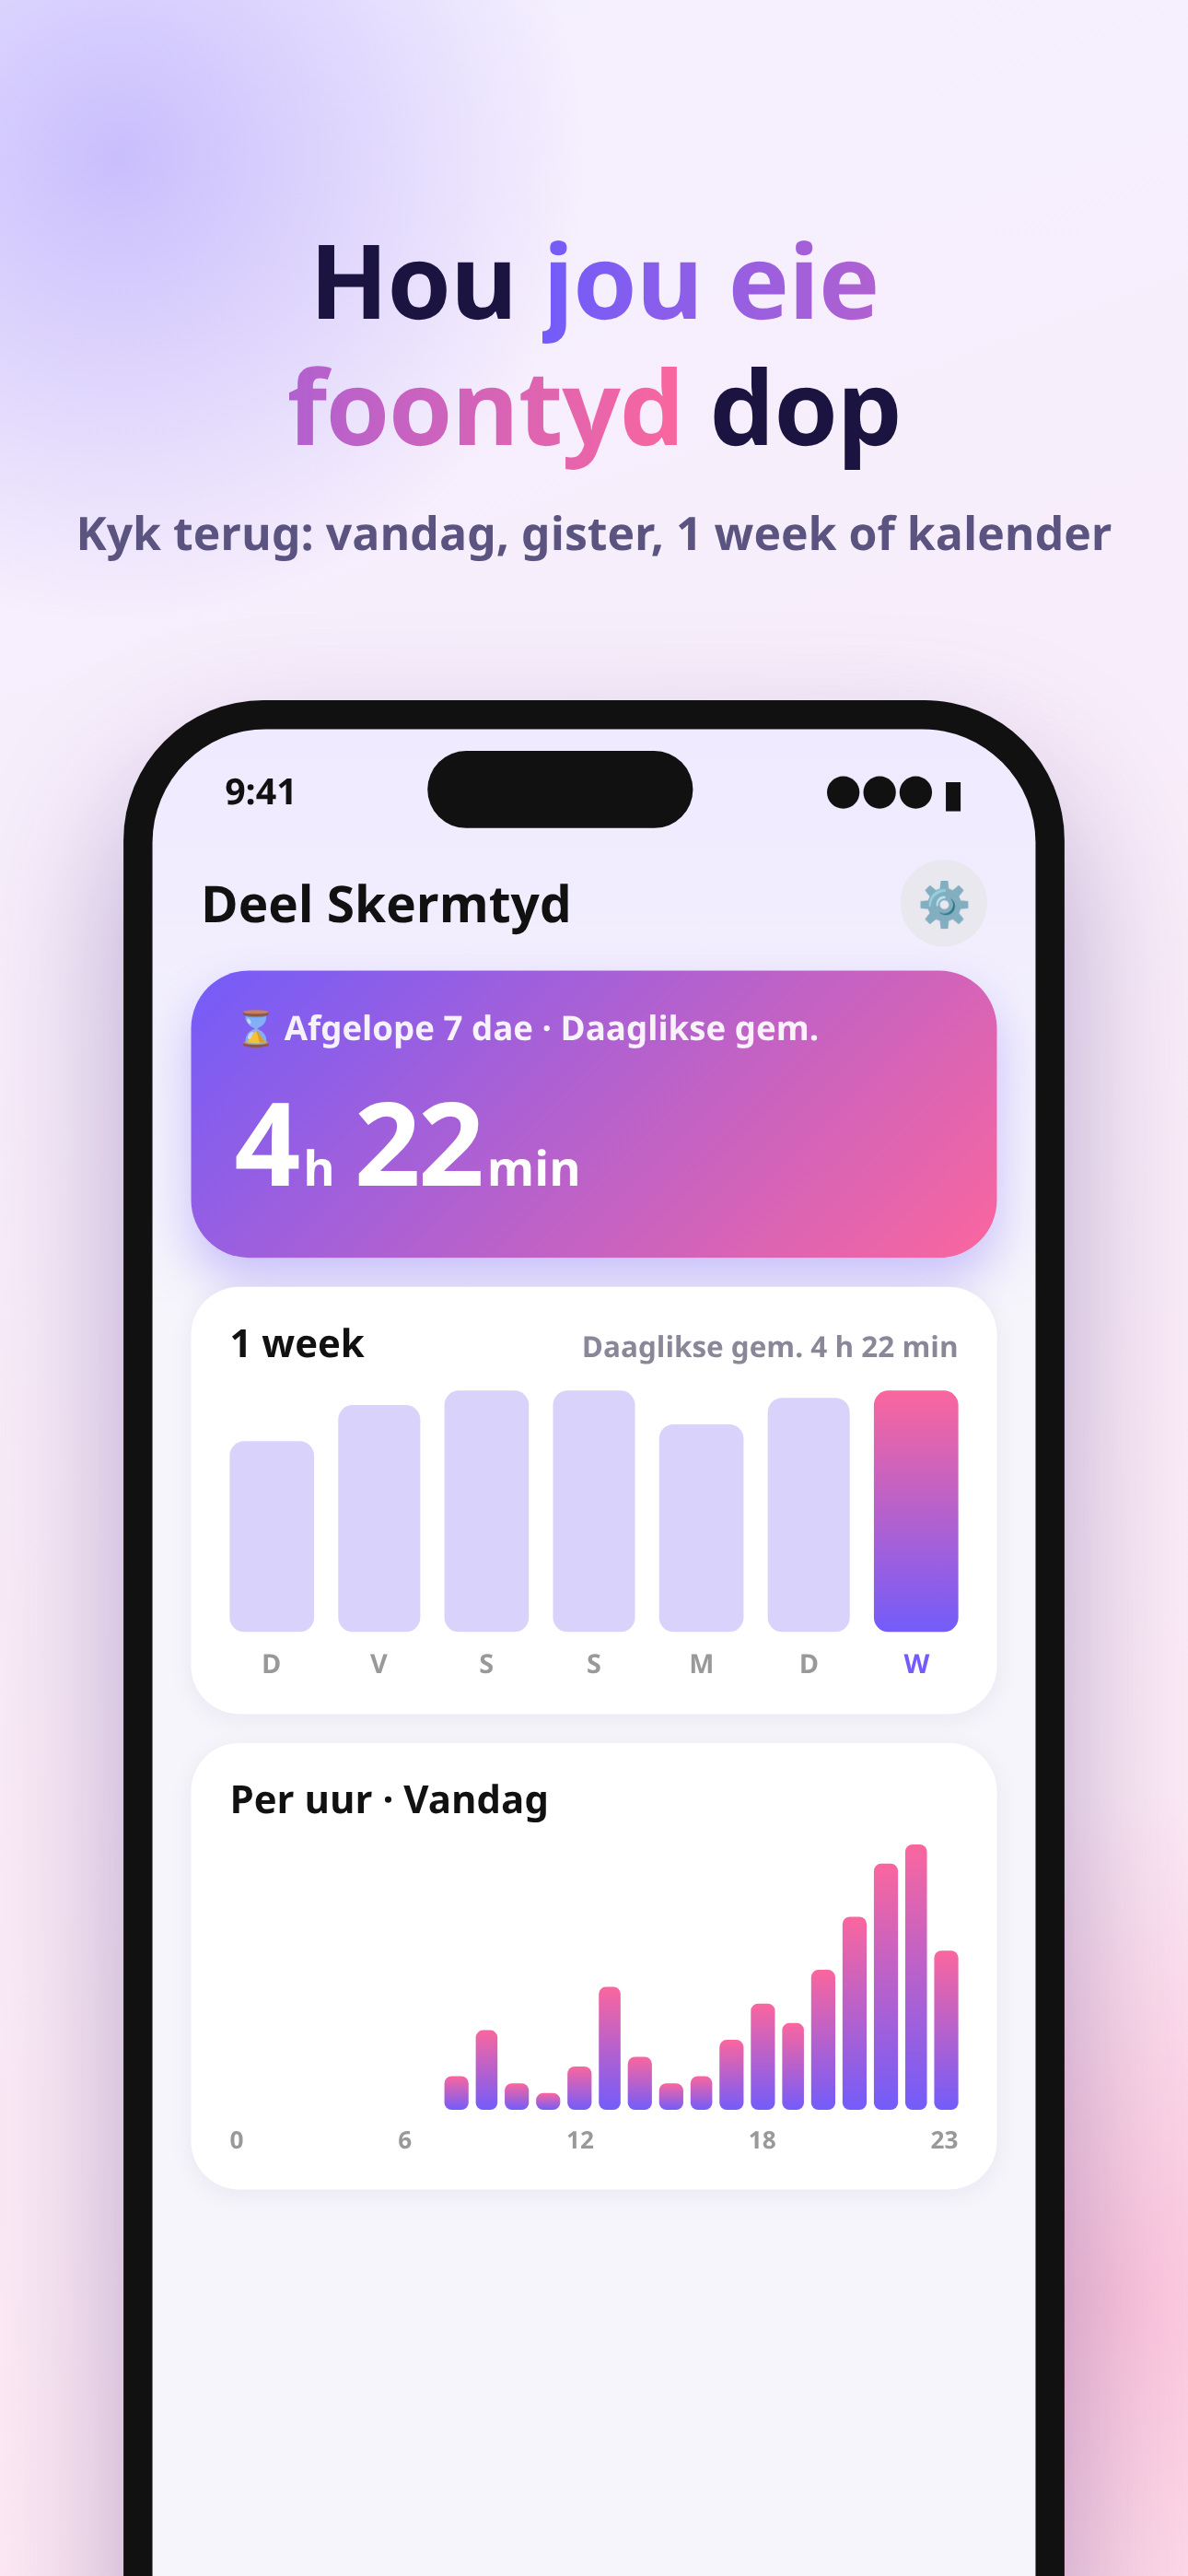 Hou jou eie
foontyd dop
Kyk terug: vandag, gister, 1 week of kalender
9:41
Deel Skermtyd
⌛ Afgelope 7 dae · Daaglikse gem.
4h 22min
1 week
Daaglikse gem. 4 h 22 min
D V S S M D W
Per uur · Vandag
0 6 12 18 23